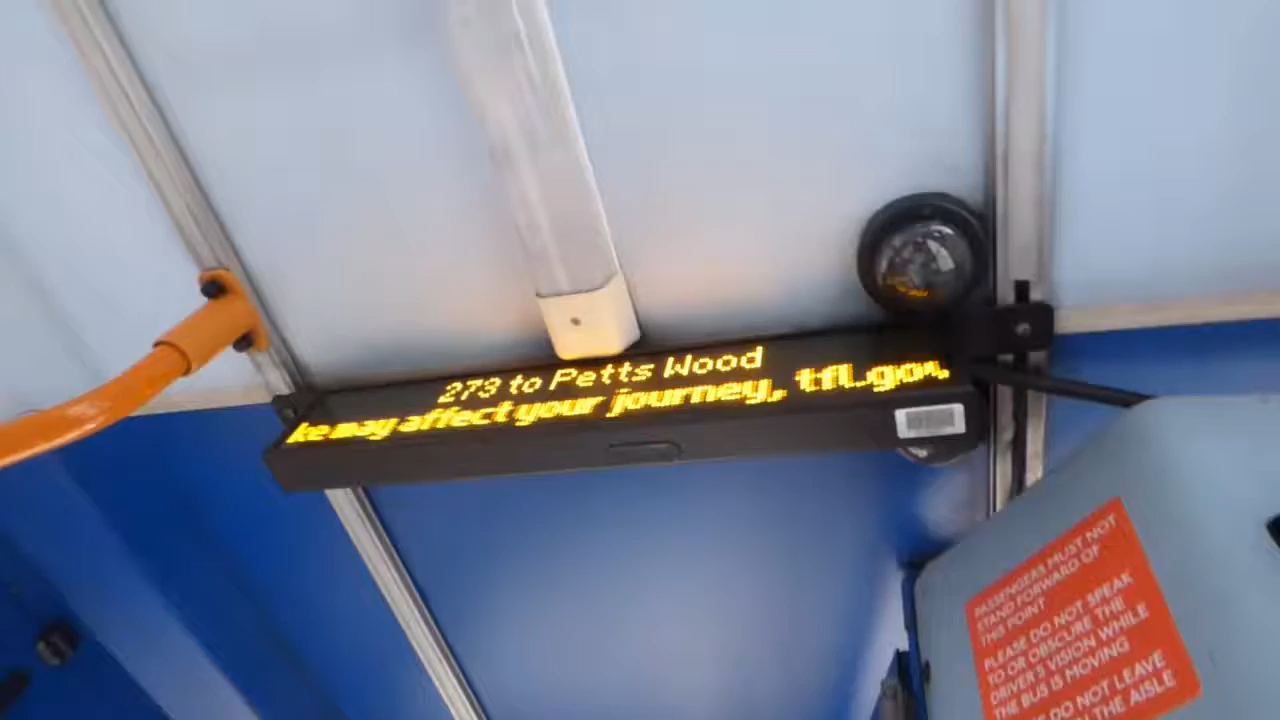 273 to Petts Wood
ke may affect your journey, tfl.gov.
PASSENGERS MUST NOT
STAND FORWARD OF
THIS POINT
PLEASE DO NOT SPEAK
TO OR OBSCURE THE
DRIVER'S VISION WHILE
THE BUS IS MOVING
DO NOT LEAVE
THE AISLE